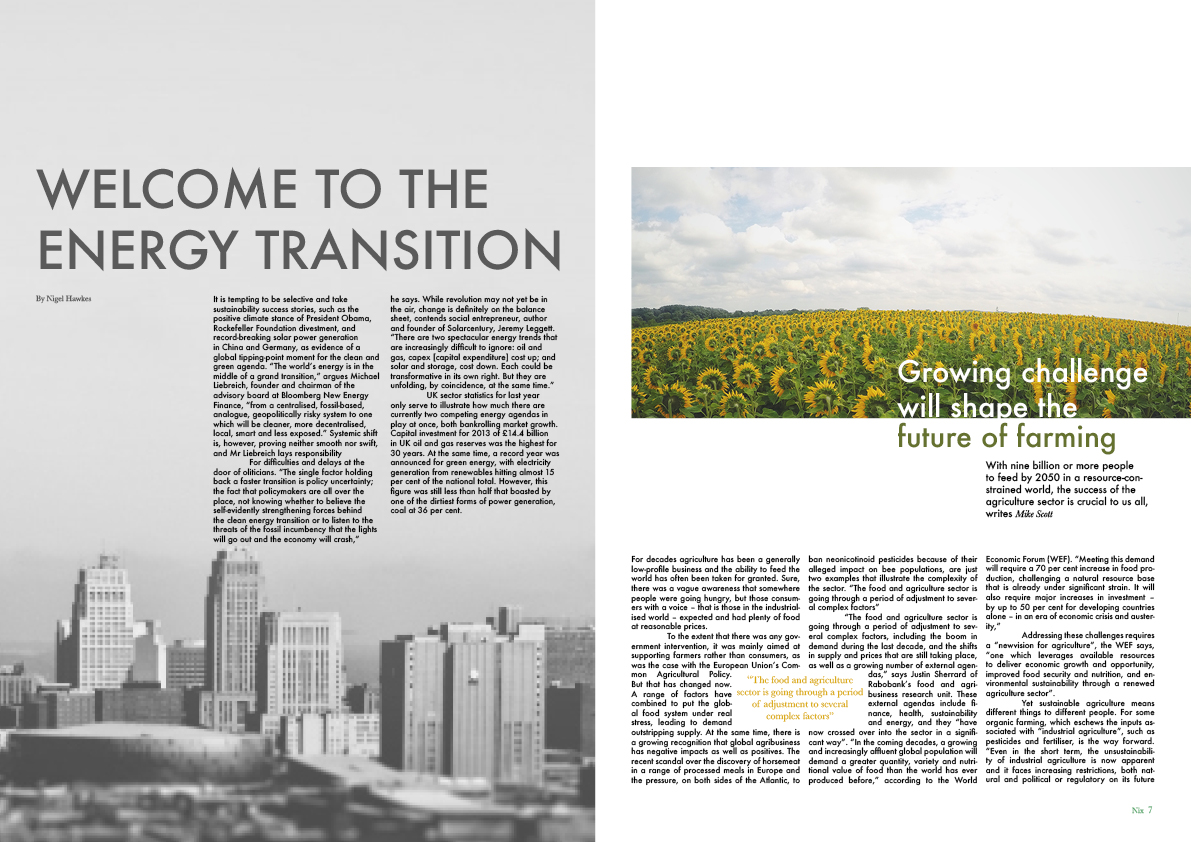 WELCOME TO THE
ENERGY TRANSITION
By Nigel Hawkes
It is tempting to be selective and take
sustainability success stories, such as the
positive climate stance of President Obama,
Rockefeller Foundation divestment, and
record-breaking solar power generation
in China and Germany, as evidence of a
global tipping-point moment for the clean and
green agenda. “The world’s energy is in the
middle of a grand transition,” argues Michael
Liebreich, founder and chairman of the
advisory board at Bloomberg New Energy
Finance, “from a centralised, fossil-based,
analogue, geopolitically risky system to one
which will be cleaner, more decentralised,
local, smart and less exposed.” Systemic shift
is, however, proving neither smooth nor swift,
and Mr Liebreich lays responsibility
For difficulties and delays at the
door of oliticians. “The single factor holding
back a faster transition is policy uncertainty;
the fact that policymakers are all over the
place, not knowing whether to believe the
self-evidently strengthening forces behind
the clean energy transition or to listen to the
threats of the fossil incumbency that the lights
will go out and the economy will crash,”
he says. While revolution may not yet be in
the air, change is definitely on the balance
sheet, contends social entrepreneur, author
and founder of Solarcentury, Jeremy Leggett.
“There are two spectacular energy trends that
are increasingly difficult to ignore: oil and
gas, capex [capital expenditure] cost up; and
solar and storage, cost down. Each could be
transformative in its own right. But they are
unfolding, by coincidence, at the same time.”
UK sector statistics for last year
only serve to illustrate how much there are
currently two competing energy agendas in
play at once, both bankrolling market growth.
Capital investment for 2013 of £14.4 billion
in UK oil and gas reserves was the highest for
30 years. At the same time, a record year was
announced for green energy, with electricity
generation from renewables hitting almost 15
per cent of the national total. However, this
figure was still less than half that boasted by
one of the dirtiest forms of power generation,
coal at 36 per cent.
Growing challenge
will shape the
future of farming
With nine billion or more people
to feed by 2050 in a resource-con-
strained world, the success of the
agriculture sector is crucial to us all,
writes Mike Scott
For decades agriculture has been a generally
low-profile business and the ability to feed the
world has often been taken for granted. Sure,
there was a vague awareness that somewhere
people were going hungry, but those consum-
ers with a voice – that is those in the industrial-
ised world – expected and had plenty of food
at reasonable prices.
To the extent that there was any gov-
ernment intervention, it was mainly aimed at
supporting farmers rather than consumers, as
was the case with the European Union’s Com-
mon Agricultural Policy.
But that has changed now.
A range of factors have
combined to put the glob-
al food system under real
stress, leading to demand
outstripping supply. At the same time, there is
a growing recognition that global agribusiness
has negative impacts as well as positives. The
recent scandal over the discovery of horsemeat
in a range of processed meals in Europe and
the pressure, on both sides of the Atlantic, to
“The food and agriculture
sector is going through a period
of adjustment to several
complex factors”
ban neonicotinoid pesticides because of their
alleged impact on bee populations, are just
two examples that illustrate the complexity of
the sector. “The food and agriculture sector is
going through a period of adjustment to sever-
al complex factors”
“The food and agriculture sector is
going through a period of adjustment to sev-
eral complex factors, including the boom in
demand during the last decade, and the shifts
in supply and prices that are still taking place,
as well as a growing number of external agen-
das,” says Justin Sherrard of
Rabobank’s food and agri-
business research unit. These
external agendas include fi-
nance, health, sustainability
and energy, and they “have
now crossed over into the sector in a signifi-
cant way”. “In the coming decades, a growing
and increasingly affluent global population will
demand a greater quantity, variety and nutri-
tional value of food than the world has ever
produced before,” according to the World
Economic Forum (WEF). “Meeting this demand
will require a 70 per cent increase in food pro-
duction, challenging a natural resource base
that is already under significant strain. It will
also require major increases in investment –
by up to 50 per cent for developing countries
alone – in an era of economic crisis and auster-
ity,”
Addressing these challenges requires
a “newvision for agriculture”, the WEF says,
“one which leverages available resources
to deliver economic growth and opportunity,
improved food security and nutrition, and en-
vironmental sustainability through a renewed
agriculture sector”.
Yet sustainable agriculture means
different things to different people. For some
organic farming, which eschews the inputs as-
sociated with “industrial agriculture”, such as
pesticides and fertiliser, is the way forward.
“Even in the short term, the unsustainabili-
ty of industrial agriculture is now apparent
and it faces increasing restrictions, both nat-
ural and political or regulatory on its future
Nix 7